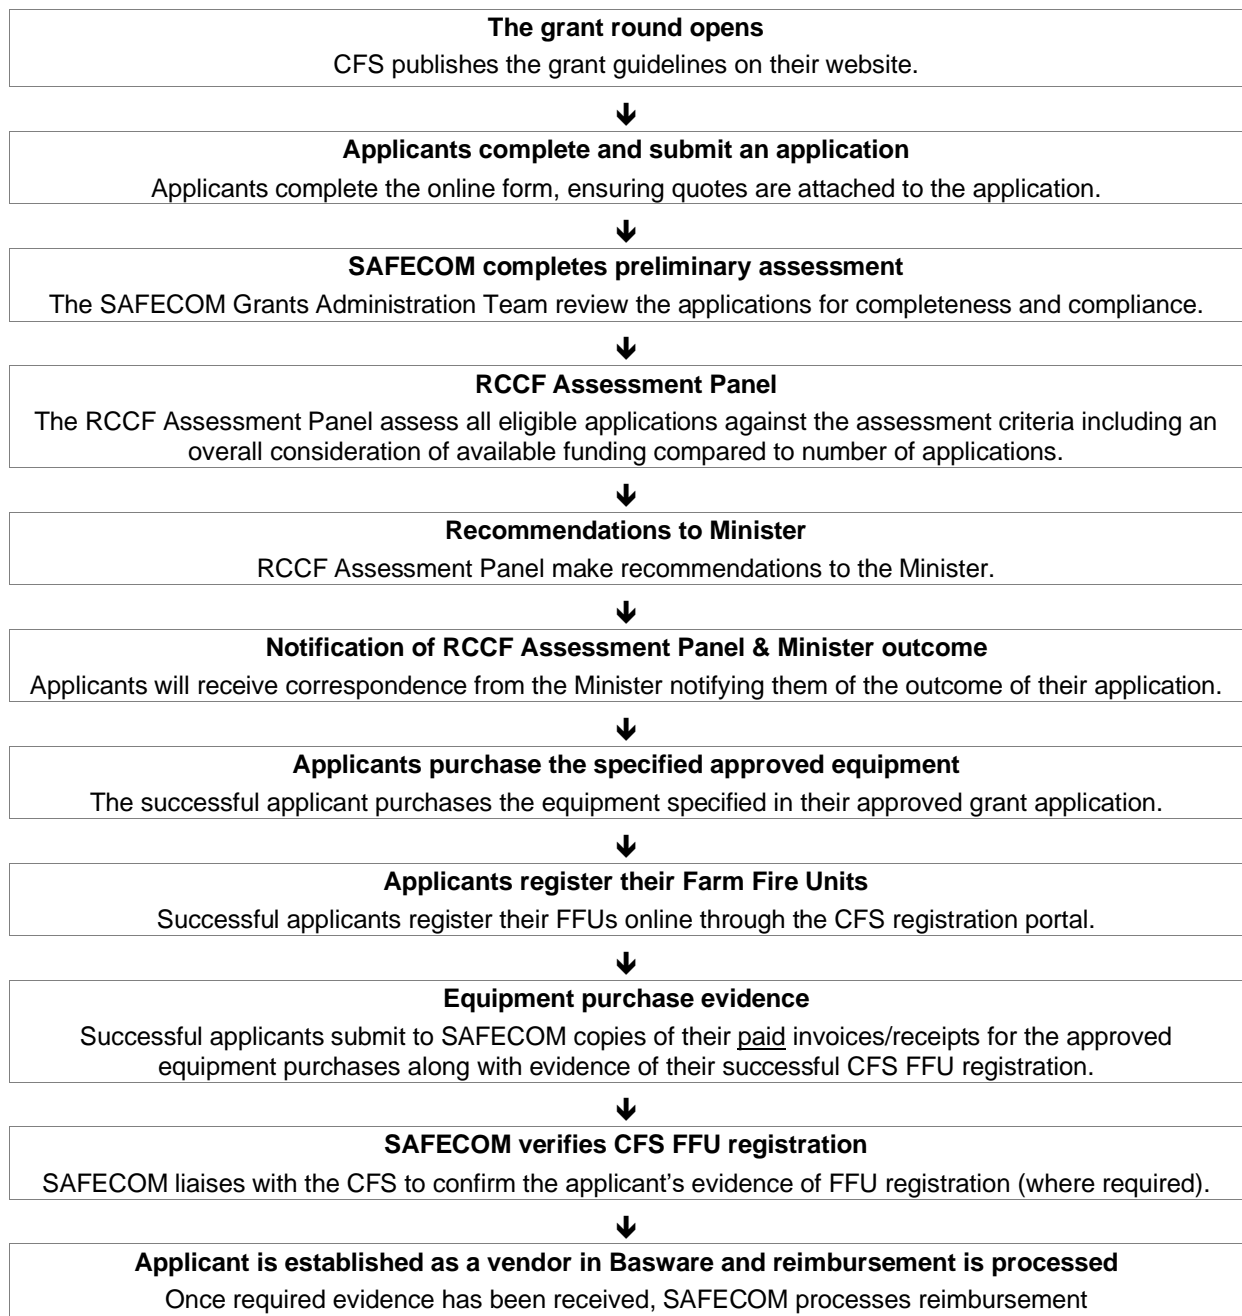 The grant round opens
CFS publishes the grant guidelines on their website.
Applicants complete and submit an application
Applicants complete the online form, ensuring quotes are attached to the application.
SAFECOM completes preliminary assessment
The SAFECOM Grants Administration Team review the applications for completeness and compliance.
RCCF Assessment Panel
The RCCF Assessment Panel assess all eligible applications against the assessment criteria including an
overall consideration of available funding compared to number of applications.
Recommendations to Minister
RCCF Assessment Panel make recommendations to the Minister.
Notification of RCCF Assessment Panel & Minister outcome
Applicants will receive correspondence from the Minister notifying them of the outcome of their application.
Applicants purchase the specified approved equipment
The successful applicant purchases the equipment specified in their approved grant application.
Applicants register their Farm Fire Units
Successful applicants register their FFUs online through the CFS registration portal.
Equipment purchase evidence
Successful applicants submit to SAFECOM copies of their paid invoices/receipts for the approved
equipment purchases along with evidence of their successful CFS FFU registration.
SAFECOM verifies CFS FFU registration
SAFECOM liaises with the CFS to confirm the applicant’s evidence of FFU registration (where required).
Applicant is established as a vendor in Basware and reimbursement is processed
Once required evidence has been received, SAFECOM processes reimbursement